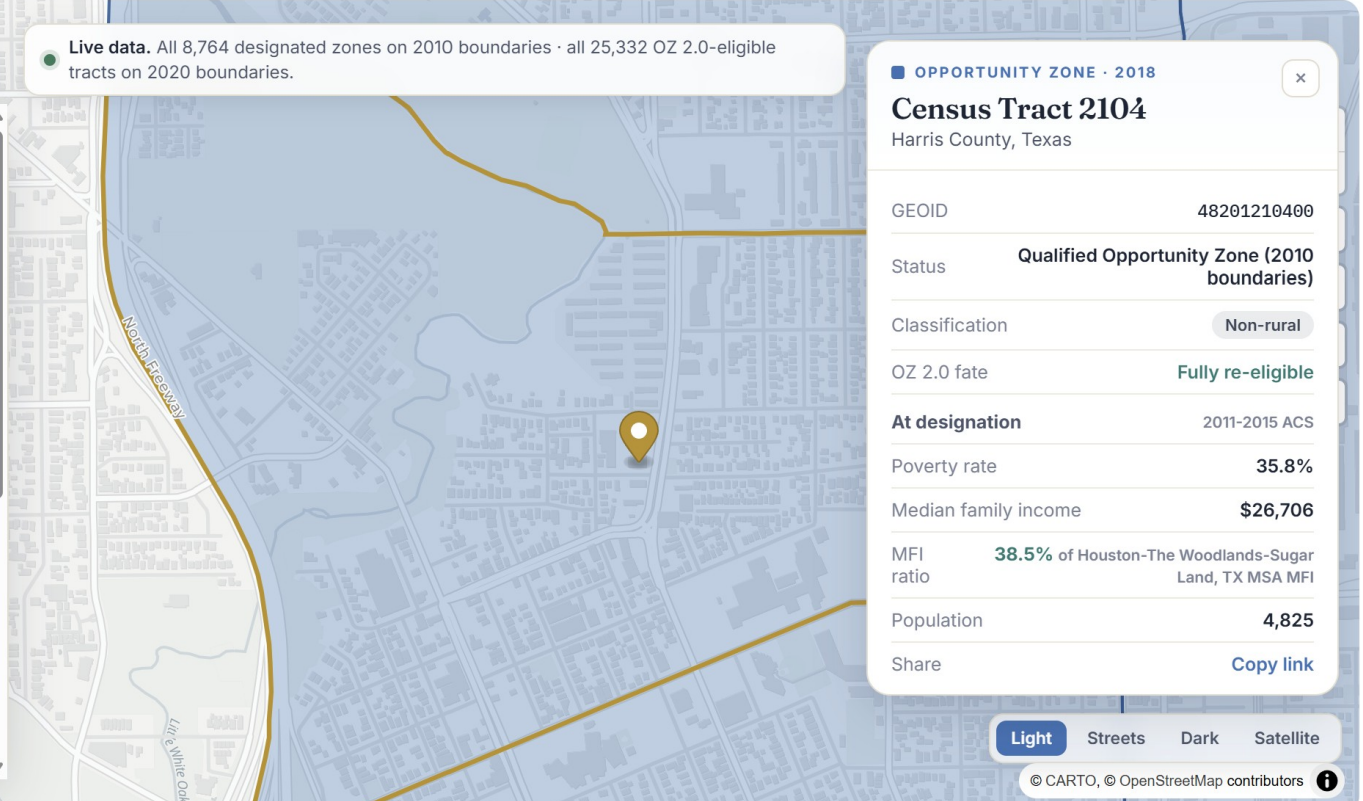 Live data. All 8,764 designated zones on 2010 boundaries · all 25,332 OZ 2.0-eligible
tracts on 2020 boundaries.
OPPORTUNITY ZONE · 2018
×
Census Tract 2104
Harris County, Texas
GEOID 48201210400
Status Qualified Opportunity Zone (2010
boundaries)
Classification Non-rural
OZ 2.0 fate Fully re-eligible
At designation 2011-2015 ACS
Poverty rate 35.8%
Median family income $26,706
MFI 38.5% of Houston-The Woodlands-Sugar
ratio Land, TX MSA MFI
Population 4,825
Share Copy link
North Freeway
Light Streets Dark Satellite
© CARTO, © OpenStreetMap contributors